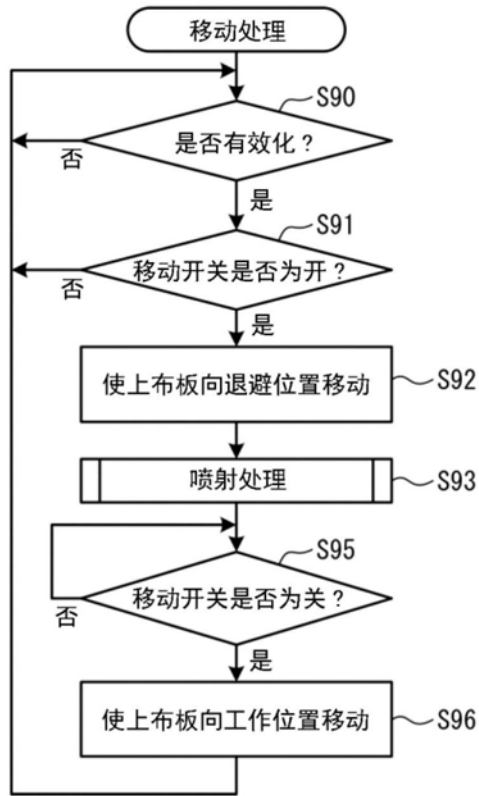 移动处理
S90
是否有效化？
否
是
S91
移动开关是否为开？
否
是
使上布板向退避位置移动
S92
喷射处理
S93
S95
移动开关是否为关？
否
是
使上布板向工作位置移动
S96